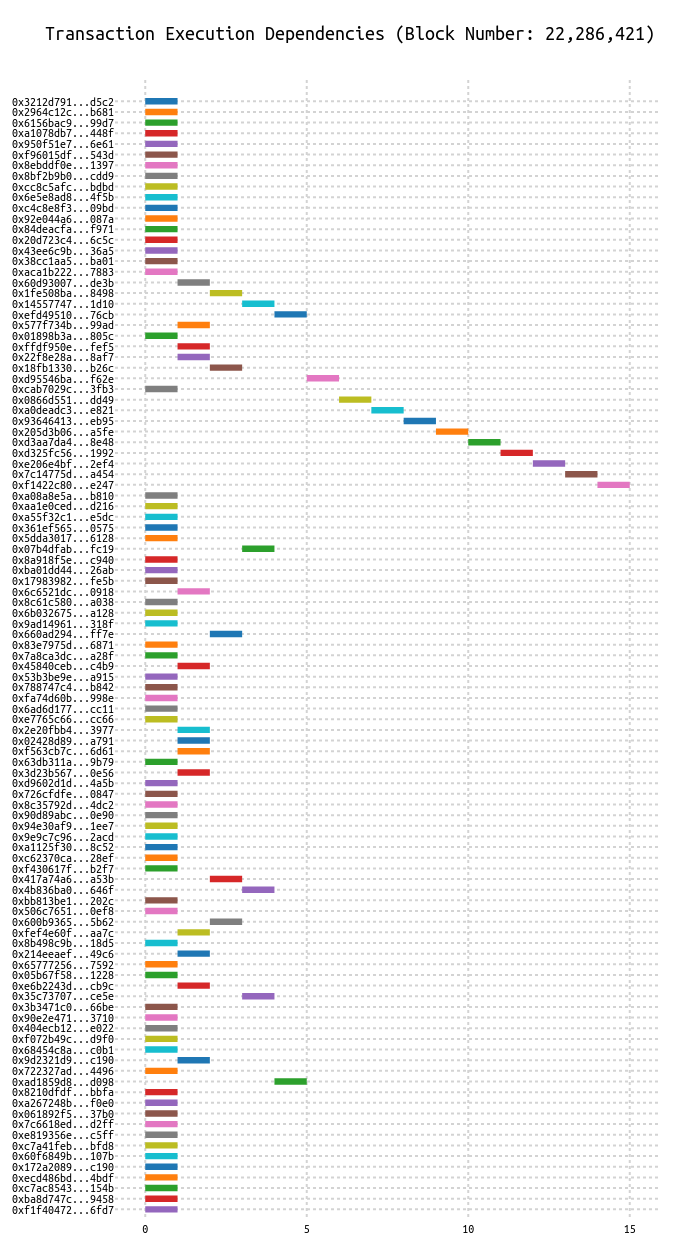 Transaction Execution Dependencies (Block Number: 22,286,421)
0x3212d791...d5c2
0x2964c12c...b681
0x6156bac9...99d7
0xa1078db7...448f
0x950f51e7...6e61
0xf96015df...543d
0x8ebddf0e...1397
0x8bf2b9b0...cdd9
0xcc8c5afc...bdbd
0x6e5e8ad8...4f5b
0xc4c8e8f3...09bd
0x92e044a6...087a
0x84deacfa...f971
0x20d723c4...6c5c
0x43ee6c9b...36a5
0x38cc1aa5...ba01
0xaca1b222...7883
0x60d93007...de3b
0x1fe508ba...8498
0x14557747...1d10
0xefd49510...76cb
0x577f734b...99ad
0x01898b3a...805c
0xffdf950e...fef5
0x22f8e28a...8af7
0x18fb1330...b26c
0xd95546ba...f62e
0xcab7029c...3fb3
0x0866d551...dd49
0xa0deadc3...e821
0x93646413...eb95
0x205d3b06...a5fe
0xd3aa7da4...8e48
0xd325fc56...1992
0xe206e4bf...2ef4
0x7c14775d...a454
0xf1422c80...e247
0xa08a8e5a...b810
0xaa1e0ced...d216
0xa55f32c1...e5dc
0x361ef565...0575
0x5dda3017...6128
0x07b4dfab...fc19
0x8a918f5e...c940
0xba01dd44...26ab
0x17983982...fe5b
0x6c6521dc...0918
0x8c61c580...a038
0x6b032675...a128
0x9ad14961...318f
0x660ad294...ff7e
0x83e7975d...6871
0x7a8ca3dc...a28f
0x45840ceb...c4b9
0x53b3be9e...a915
0x788747c4...b842
0xfa74d60b...998e
0x6ad6d177...cc11
0xe7765c66...cc66
0x2e20fbb4...3977
0x02428d89...a791
0xf563cb7c...6d61
0x63db311a...9b79
0x3d23b567...0e56
0xd9602d1d...4a5b
0x726cfdfe...0847
0x8c35792d...4dc2
0x90d89abc...0e90
0x94e30af9...1ee7
0x9e9c7c96...2acd
0xa1125f30...8c52
0xc62370ca...28ef
0xf430617f...b2f7
0x417a74a6...a53b
0x4b836ba0...646f
0xbb813be1...202c
0x506c7651...0ef8
0x600b9365...5b62
0xfef4e60f...aa7c
0x8b498c9b...18d5
0x214eeaef...49c6
0x65777256...7592
0x05b67f58...1228
0xe6b2243d...cb9c
0x35c73707...ce5e
0x3b3471c0...66be
0x90e2e471...3710
0x404ecb12...e022
0xf072b49c...d9f0
0x68454c8a...c0b1
0x9d2321d9...c190
0x722327ad...4496
0xad1859d8...d098
0x8210dfdf...bbfa
0xa267248b...f0e0
0x061892f5...37b0
0x7c6618ed...d2ff
0xe819356e...c5ff
0xc7a41feb...bfd8
0x60f6849b...107b
0x172a2089...c190
0xecd486bd...4bdf
0xc7ac8543...154b
0xba8d747c...9458
0xf1f40472...6fd7
0 5 10 15